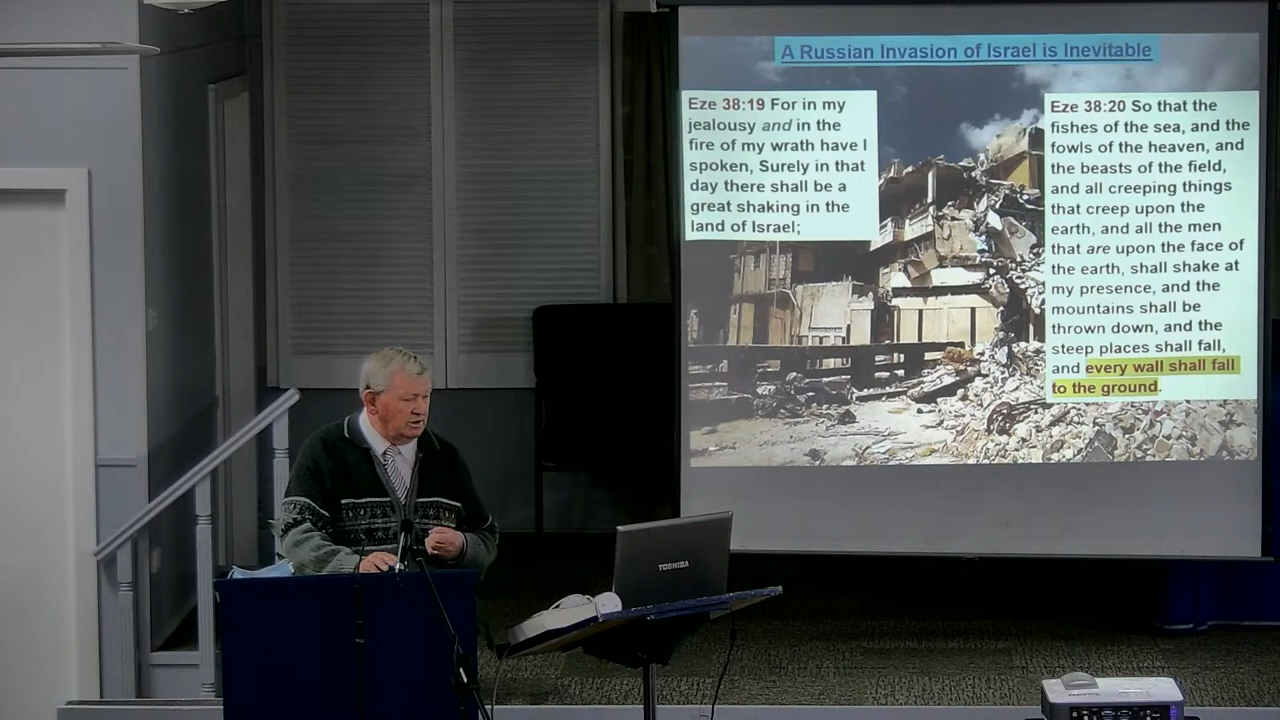 A Russian Invasion of Israel is Inevitable
Eze 38:19 For in my
jealousy and in the
fire of my wrath have I
spoken, Surely in that
day there shall be a
great shaking in the
land of Israel;
Eze 38:20 So that the
fishes of the sea, and the
fowls of the heaven, and
the beasts of the field,
and all creeping things
that creep upon the
earth, and all the men
that are upon the face of
the earth, shall shake at
my presence, and the
mountains shall be
thrown down, and the
steep places shall fall,
and every wall shall fall
to the ground.
TOSHIBA